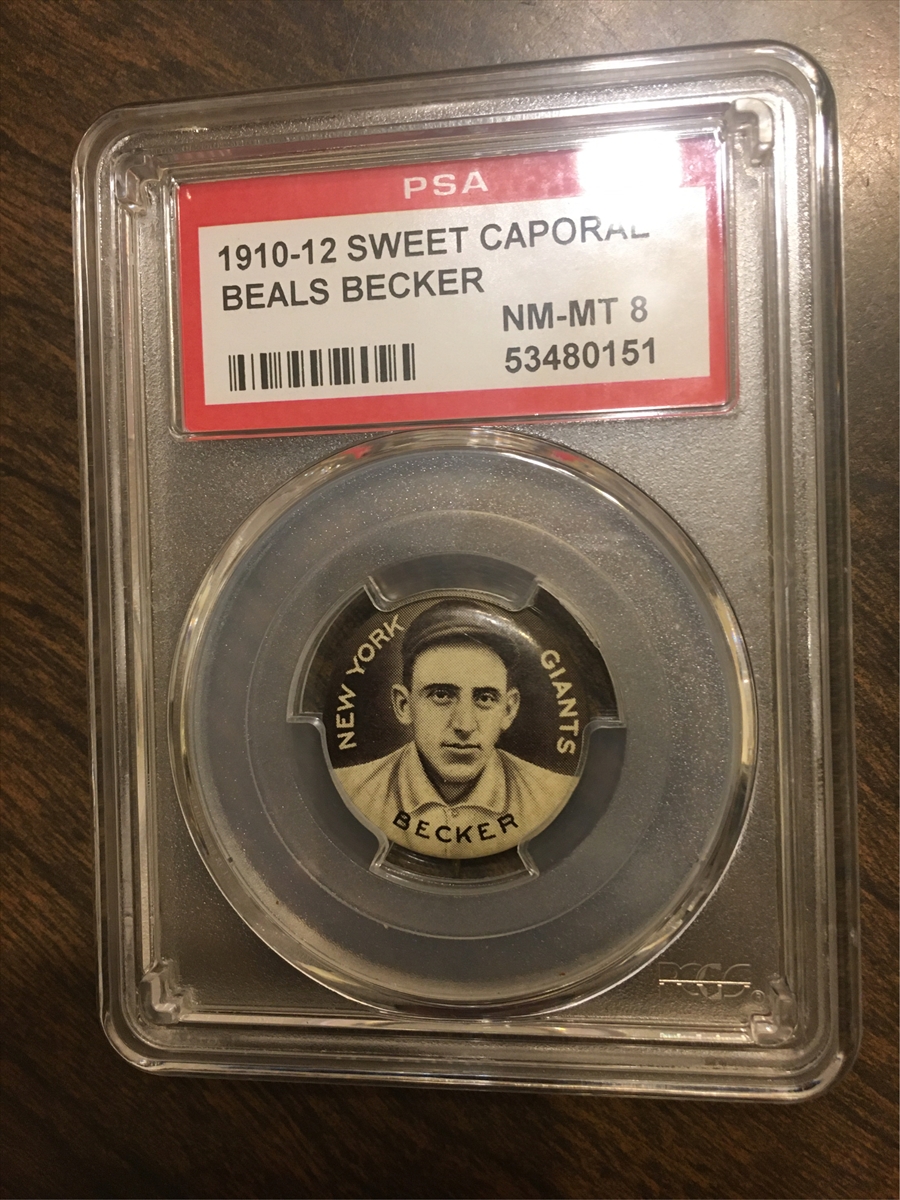 PSA
1910-12 SWEET CAPORAL
BEALS BECKER
NM-MT 8
53480151
NEW YORK
GIANTS
BECKER
PCGS